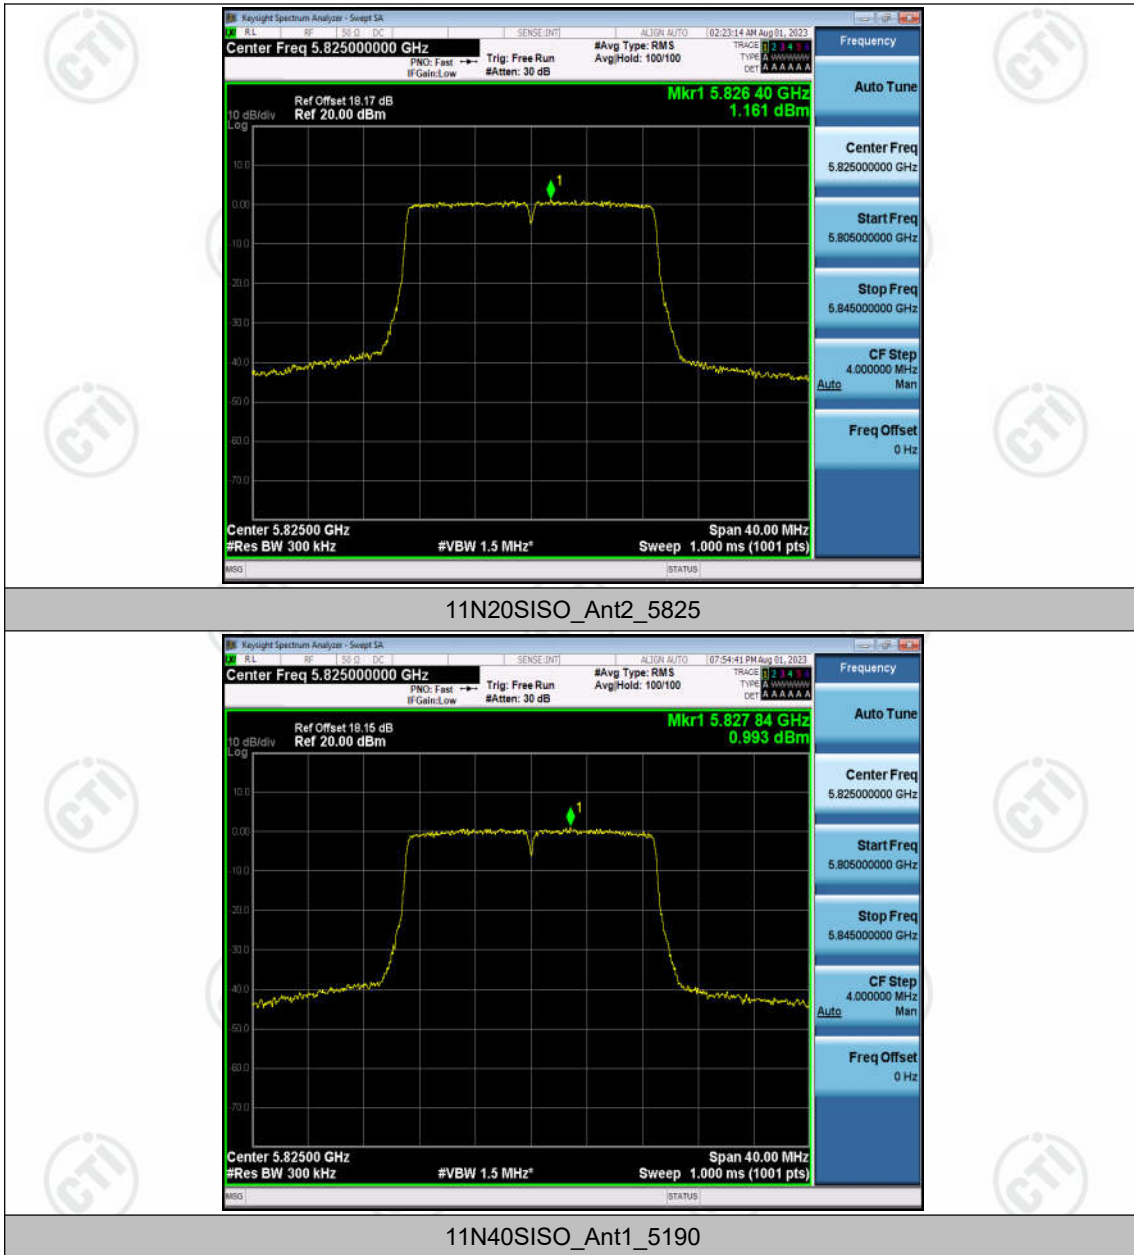 Keysight Spectrum Analyzer - Swept SA
RL RF 50 Ω DC SENSE:INT ALIGN AUTO 02:23:14 AM Aug 01, 2023
Center Freq 5.825000000 GHz
PNO: Fast
IFGain:Low
Trig: Free Run
#Atten: 30 dB
#Avg Type: RMS
Avg|Hold: 100/100
TRACE 1 2 3 4 5 6
TYPE A WWWWW
DET A A A A A A
Frequency
Ref Offset 18.17 dB
10 dB/div Ref 20.00 dBm
Log
Mkr1 5.826 40 GHz
1.161 dBm
10.0
0.00
-10.0
-20.0
-30.0
-40.0
-50.0
-60.0
-70.0
1
Center 5.82500 GHz Span 40.00 MHz
#Res BW 300 kHz #VBW 1.5 MHz* Sweep 1.000 ms (1001 pts)
MSG STATUS
Auto Tune
Center Freq
5.825000000 GHz
Start Freq
5.805000000 GHz
Stop Freq
5.845000000 GHz
CF Step
4.000000 MHz
Auto Man
Freq Offset
0 Hz
11N20SISO_Ant2_5825
Keysight Spectrum Analyzer - Swept SA
RL RF 50 Ω DC SENSE:INT ALIGN AUTO 07:54:41 PM Aug 01, 2023
Center Freq 5.825000000 GHz
PNO: Fast
IFGain:Low
Trig: Free Run
#Atten: 30 dB
#Avg Type: RMS
Avg|Hold: 100/100
TRACE 1 2 3 4 5 6
TYPE A WWWWW
DET A A A A A A
Frequency
Ref Offset 18.15 dB
10 dB/div Ref 20.00 dBm
Log
Mkr1 5.827 84 GHz
0.993 dBm
10.0
0.00
-10.0
-20.0
-30.0
-40.0
-50.0
-60.0
-70.0
1
Center 5.82500 GHz Span 40.00 MHz
#Res BW 300 kHz #VBW 1.5 MHz* Sweep 1.000 ms (1001 pts)
MSG STATUS
Auto Tune
Center Freq
5.825000000 GHz
Start Freq
5.805000000 GHz
Stop Freq
5.845000000 GHz
CF Step
4.000000 MHz
Auto Man
Freq Offset
0 Hz
11N40SISO_Ant1_5190
CTI
CTI
CTI
CTI
CTI
CTI
CTI
CTI